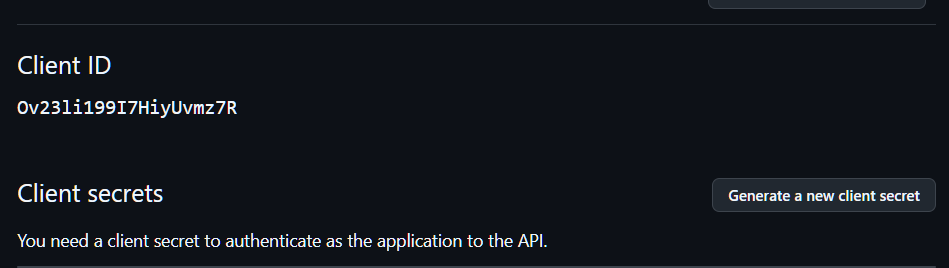 Client ID
Ov23li199I7HiyUvmz7R
Client secrets
Generate a new client secret
You need a client secret to authenticate as the application to the API.